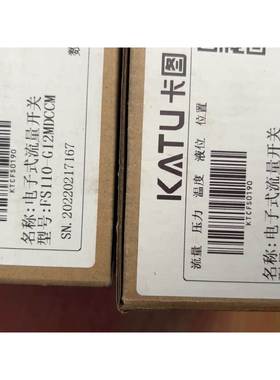 名称:电子式流量开关
型号:FS110-G12MDCCM
SN.20220217167
KTCFS0190
KATU卡图
流量 压力 温度 液位 位置
KTCFS0190
名称:电子式流量开